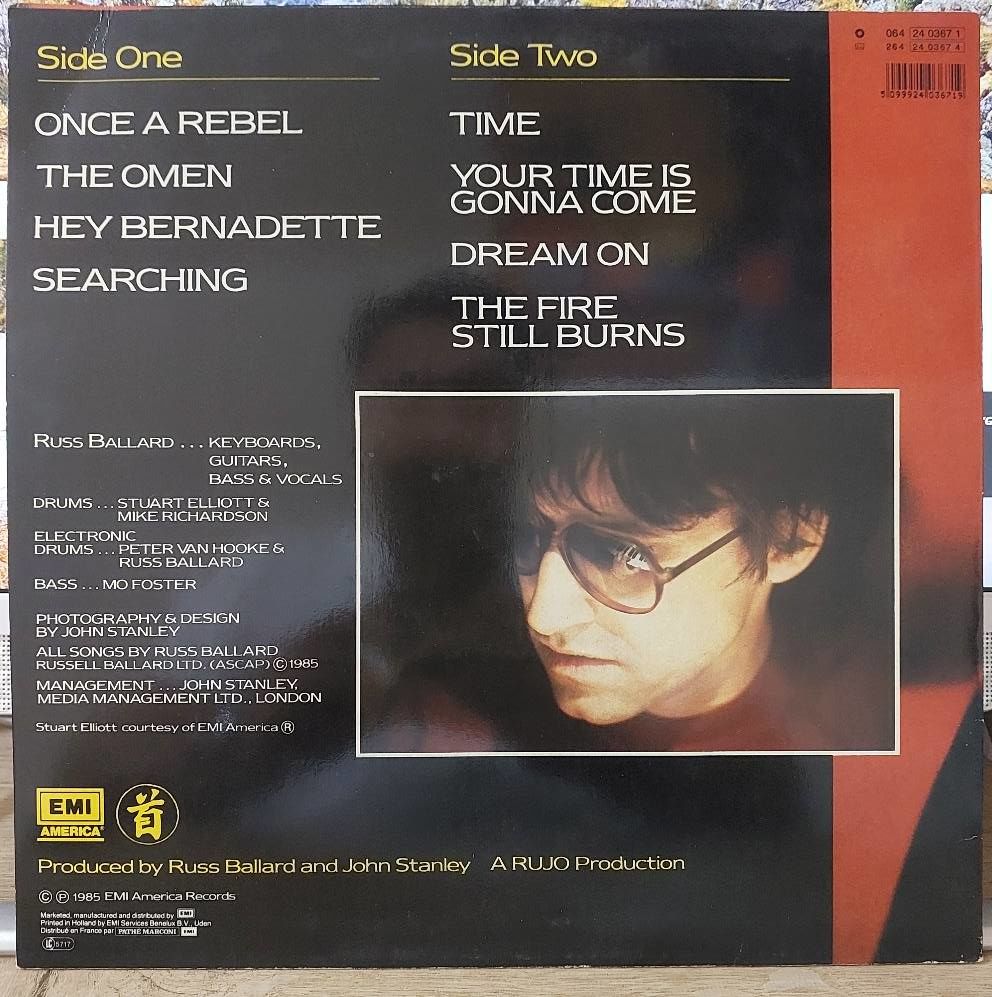 Side One
ONCE A REBEL
THE OMEN
HEY BERNADETTE
SEARCHING
Side Two
TIME
YOUR TIME IS
GONNA COME
DREAM ON
THE FIRE
STILL BURNS
064 24 0367 1
264 24 0367 4
5 099924 036719
RUSS BALLARD ... KEYBOARDS,
GUITARS,
BASS & VOCALS
DRUMS ... STUART ELLIOTT &
MIKE RICHARDSON
ELECTRONIC
DRUMS ... PETER VAN HOOKE &
RUSS BALLARD
BASS ... MO FOSTER
PHOTOGRAPHY & DESIGN
BY JOHN STANLEY
ALL SONGS BY RUSS BALLARD
RUSSELL BALLARD LTD. (ASCAP) © 1985
MANAGEMENT ... JOHN STANLEY,
MEDIA MANAGEMENT LTD., LONDON
Stuart Elliott courtesy of EMI America ®
EMI
AMERICA®
首
Produced by Russ Ballard and John Stanley A RUJO Production
© ℗ 1985 EMI America Records
Marketed, manufactured and distributed by EMI
Printed in Holland by EMI Services Benelux B.V., Uden
Distribué en France par PATHÉ MARCONI EMI
LC 5717